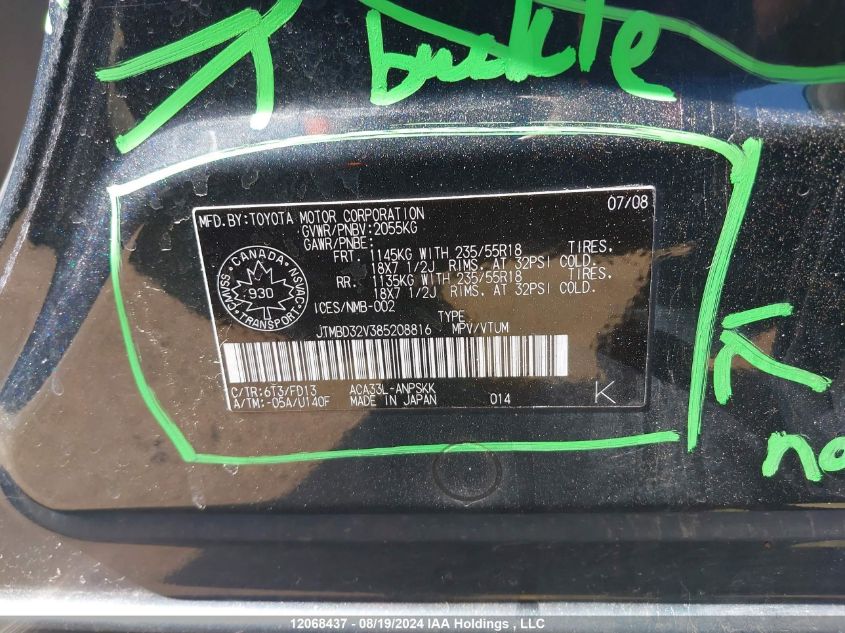 buckle
MFD.BY:TOYOTA MOTOR CORPORATION 07/08
GVWR/PNBV:2055KG
GAWR/PNBE:
FRT. 1145KG WITH 235/55R18 TIRES.
18X7 1/2J RIMS. AT 32PSI COLD.
RR. 1135KG WITH 235/55R18 TIRES.
18X7 1/2J RIMS. AT 32PSI COLD.
CANADA
CMVSS NSVAC
930
TRANSPORT
ICES/NMB-002
TYPE
JTMBD32V385208816 MPV/VTUM
C/TR:6T3/FD13 ACA33L-ANPSKK
A/TM:-05A/U140F MADE IN JAPAN 014 K
12068437 - 08/19/2024 IAA Holdings , LLC